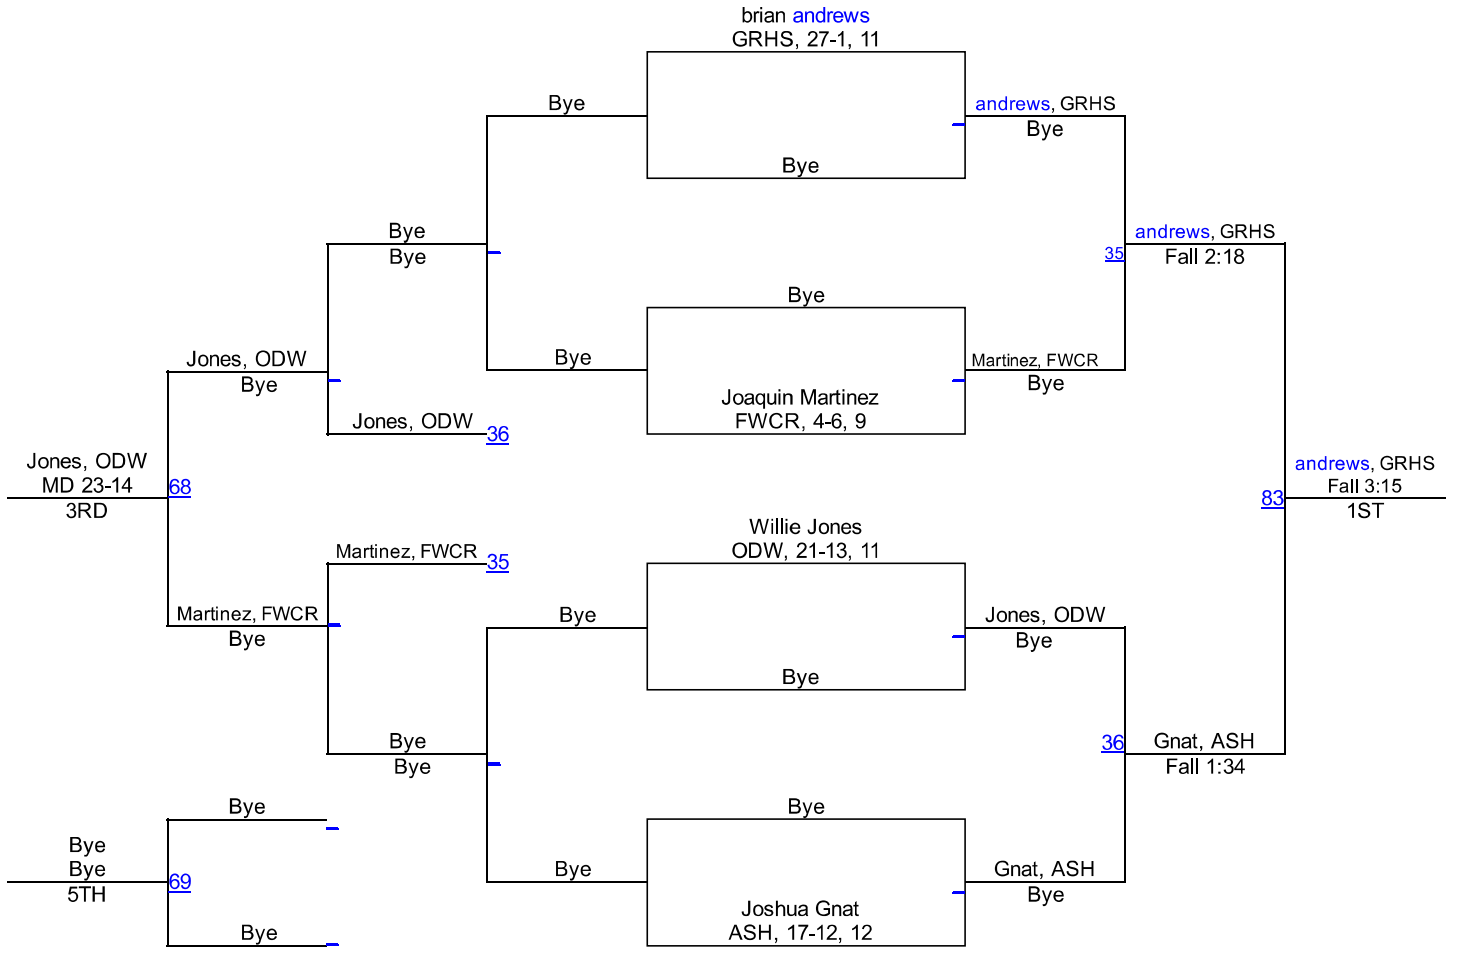 brian andrews
GRHS, 27-1, 11
Bye
andrews, GRHS
Bye
Bye
Bye
Bye
andrews, GRHS
35
Fall 2:18
Bye
Jones, ODW
Bye
Bye
Martinez, FWCR
Bye
Joaquin Martinez
FWCR, 4-6, 9
Jones, ODW
36
Jones, ODW
MD 23-14
3RD
68
andrews, GRHS
Fall 3:15
1ST
83
Willie Jones
ODW, 21-13, 11
Martinez, FWCR
35
Martinez, FWCR
Bye
Bye
Jones, ODW
Bye
Bye
Bye
Bye
36
Gnat, ASH
Fall 1:34
Bye
Bye
Bye
Bye
5TH
69
Bye
Gnat, ASH
Bye
Joshua Gnat
ASH, 17-12, 12
Bye